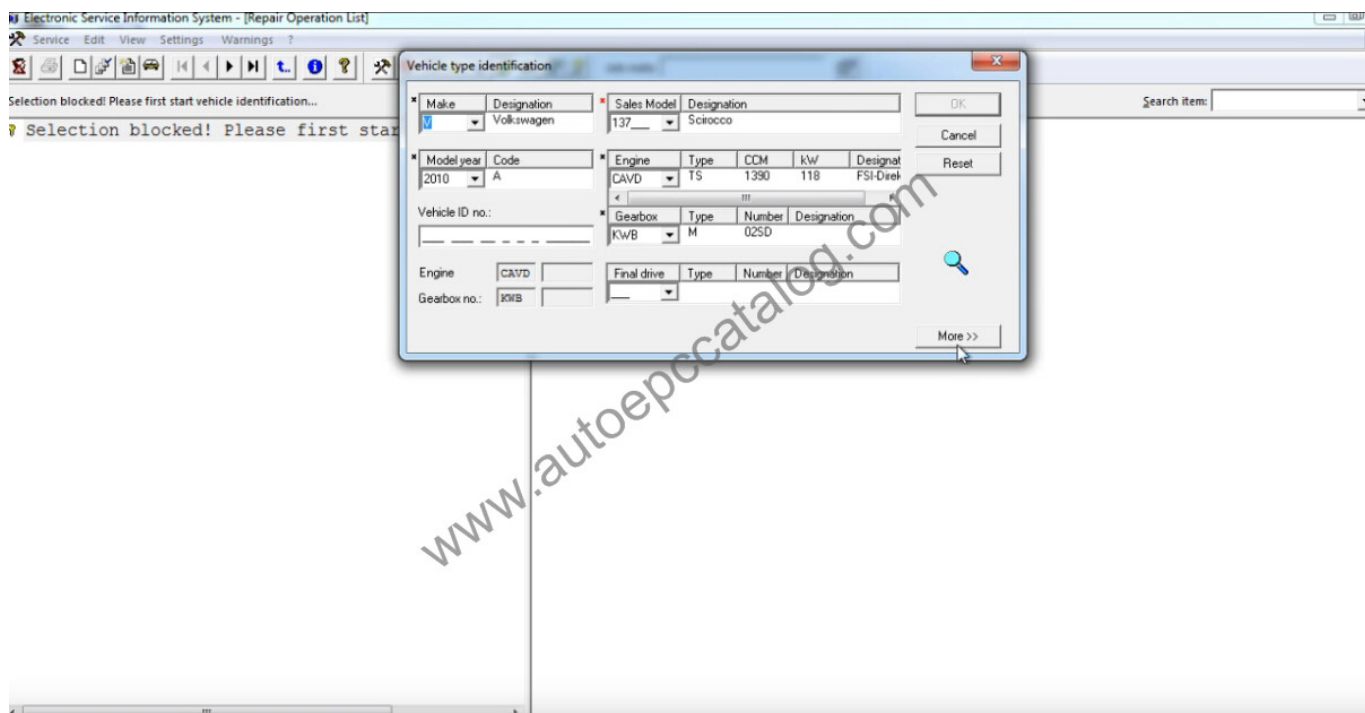 Electronic Service Information System - [Repair Operation List]
Service Edit View Settings Warnings ?
Selection blocked! Please first start vehicle identification...
Search item:
Selection blocked! Please first star
Vehicle type identification
* Make Designation
V Volkswagen
* Sales Model Designation
137___ Scirocco
OK
Cancel
Reset
* Model year Code
2010 A
* Engine Type CCM kW Designat
CAVD TS 1390 118 FSI-Direk
Vehicle ID no.:
* Gearbox Type Number Designation
KWB M 02SD
Engine CAVD
Gearbox no.: KWB
Final drive Type Number Designation
More >>
www.autoepccatalog.com